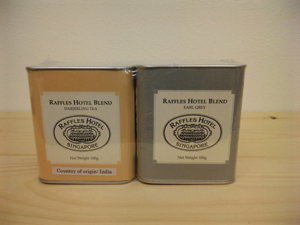 RAFFLES HOTEL BLEND
DARJEELING TEA
RAFFLES HOTEL
SINGAPORE
Net Weight 100g
Country of origin: India
RAFFLES HOTEL BLEND
EARL GREY
RAFFLES HOTEL
SINGAPORE
Net Weight 100g